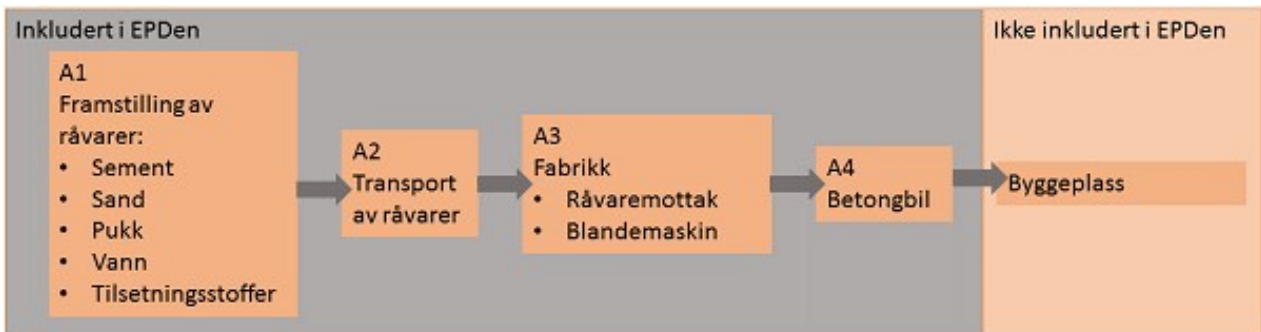 Inkludert i EPDen
A1
Framstilling av
råvarer:
• Sement
• Sand
• Pukk
• Vann
• Tilsetningsstoffer
A2
Transport
av råvarer
A3
Fabrikk
• Råvaremottak
• Blandemaskin
A4
Betongbil
Ikke inkludert i EPDen
Byggeplass